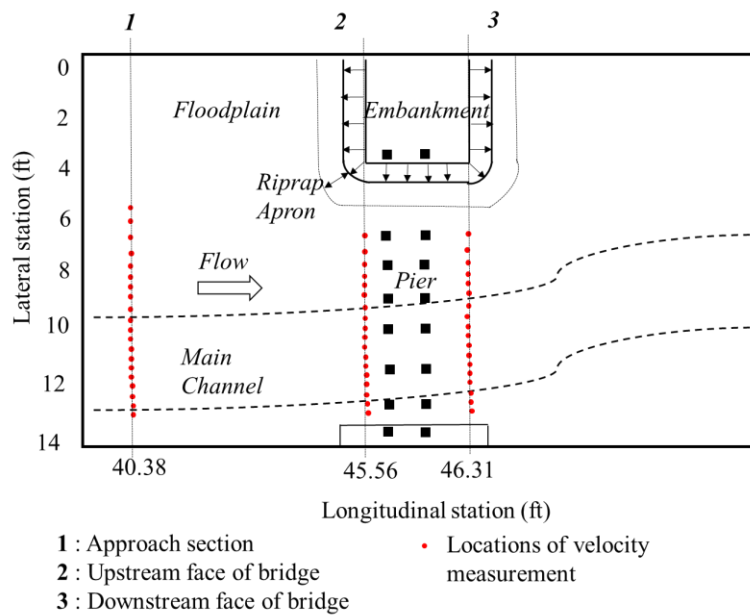 1 2 3
0
2
4
6
8
10
12
14
Lateral station (ft)
Floodplain
Embankment
Riprap
Apron
Flow
Pier
Main
Channel
40.38 45.56 46.31
Longitudinal station (ft)
1 : Approach section
2 : Upstream face of bridge
3 : Downstream face of bridge
Locations of velocity
measurement